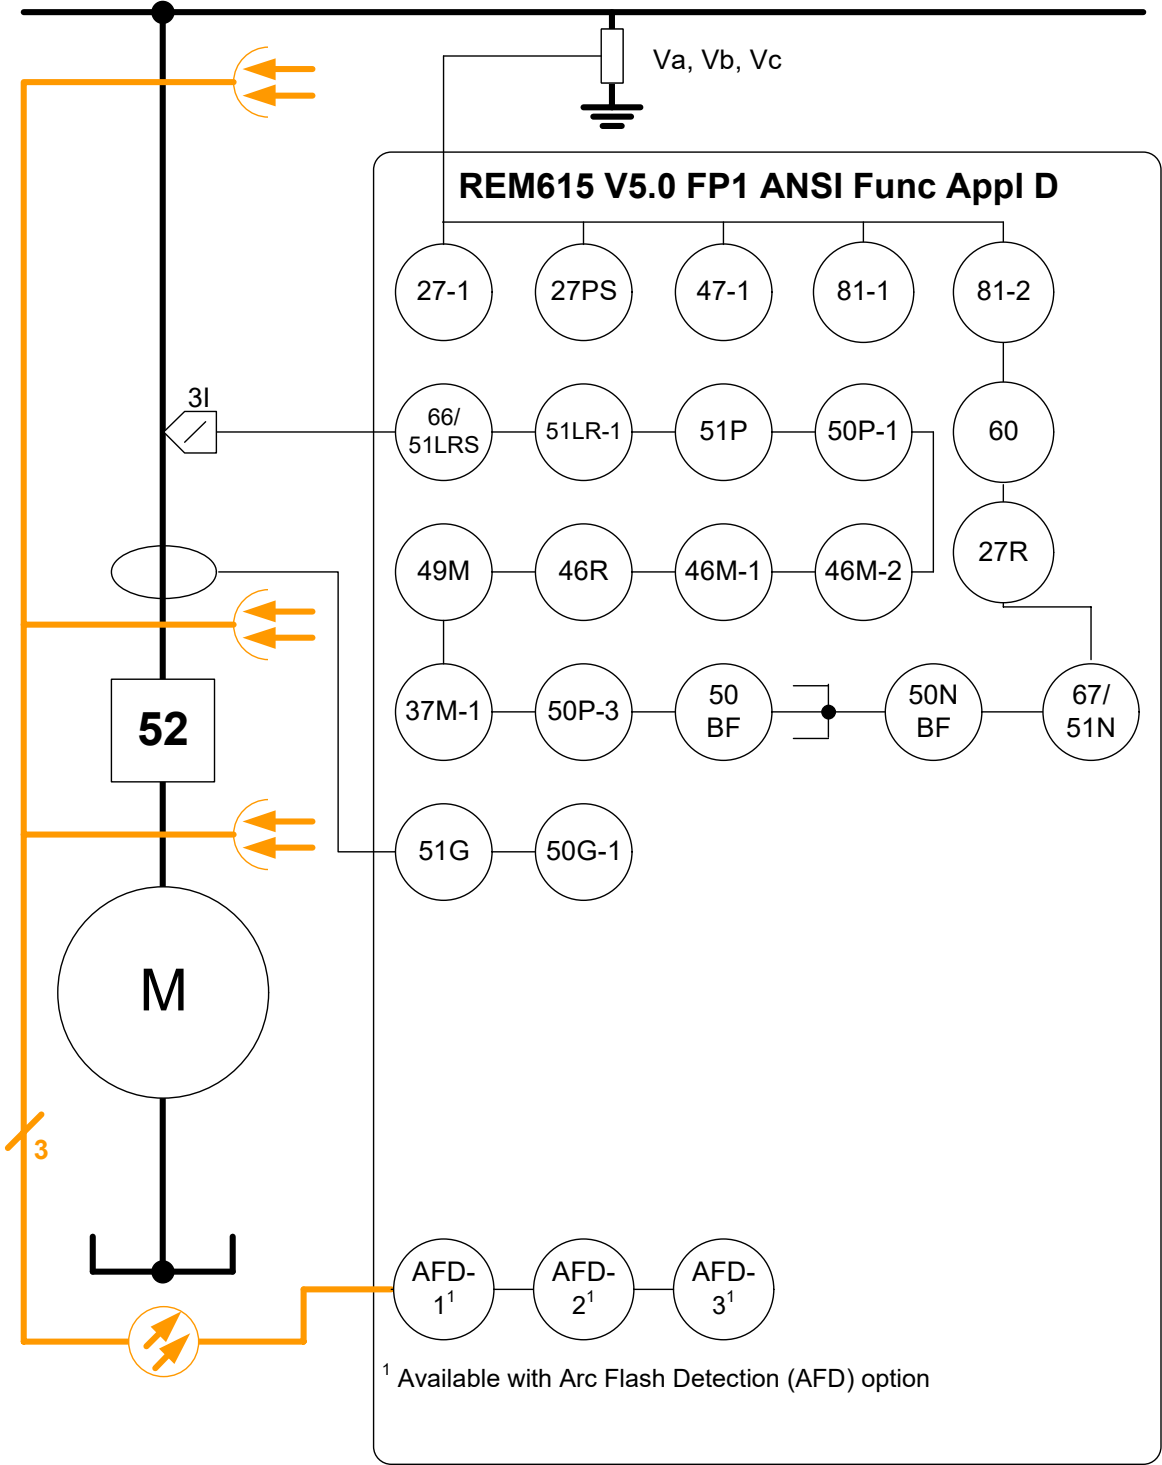 Va, Vb, Vc
REM615 V5.0 FP1 ANSI Func Appl D
27-1
27PS
47-1
81-1
81-2
3I
66/
51LRS
51LR-1
51P
50P-1
60
49M
46R
46M-1
46M-2
27R
52
37M-1
50P-3
50
BF
50N
BF
67/
51N
51G
50G-1
M
3
AFD-
1¹
AFD-
2¹
AFD-
3¹
¹ Available with Arc Flash Detection (AFD) option